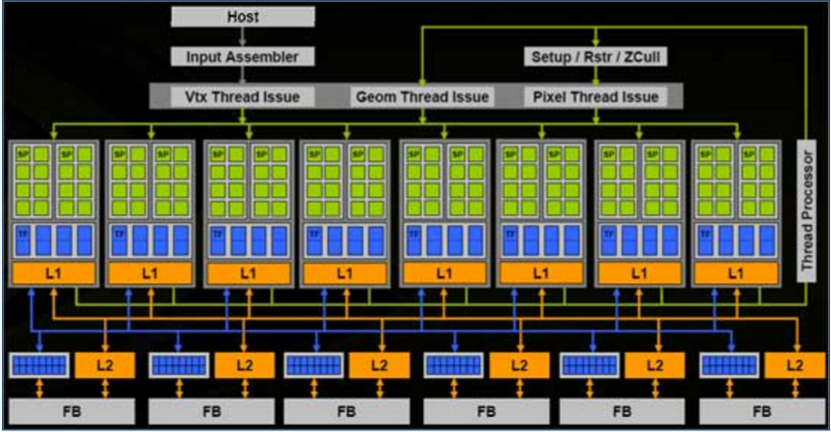 Host
Input Assembler
Setup / Rstr / ZCull
Vtx Thread Issue
Geom Thread Issue
Pixel Thread Issue
SP SP SP SP SP SP SP SP SP SP SP SP SP SP SP SP
Thread Processor
TF TF TF TF TF TF TF TF
L1 L1 L1 L1 L1 L1 L1 L1
L2 L2 L2 L2 L2 L2
FB FB FB FB FB FB